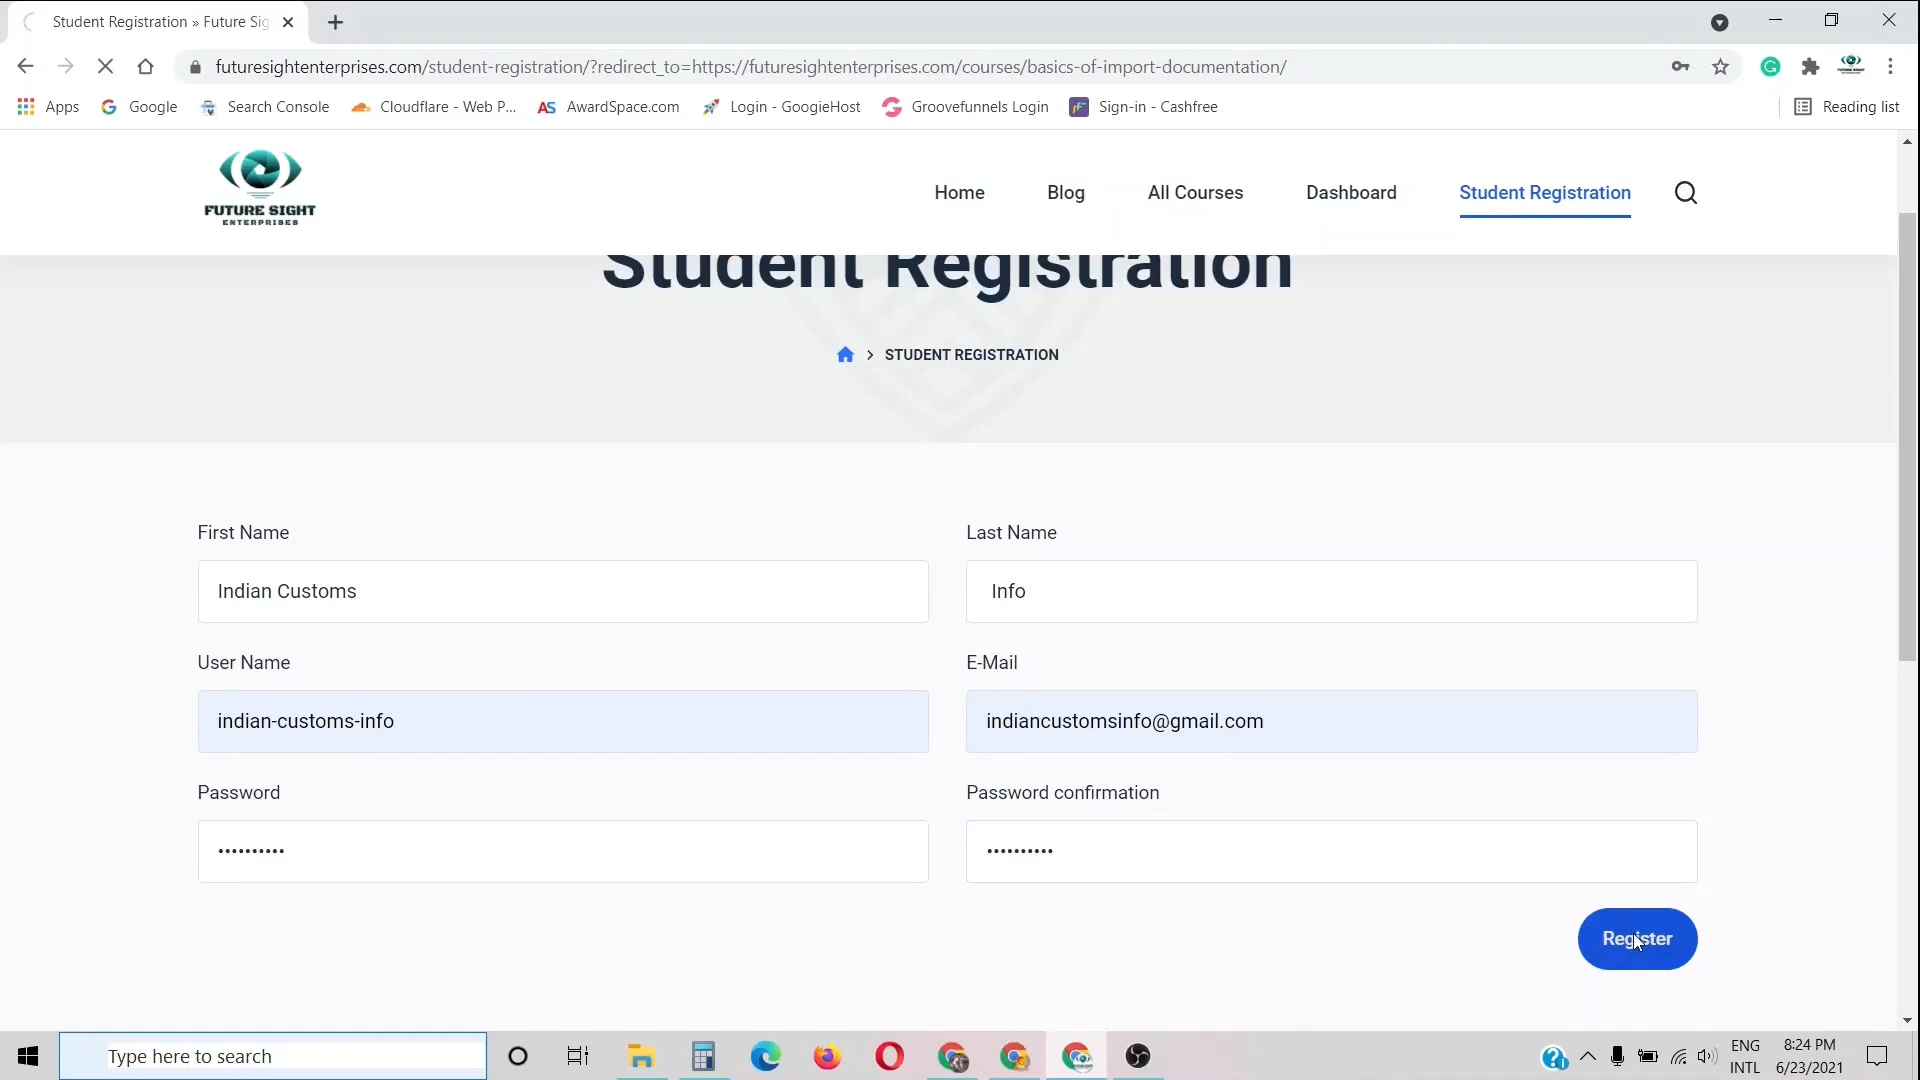 Student Registration » Future Sig
futuresightenterprises.com/student-registration/?redirect_to=https://futuresightenterprises.com/courses/basics-of-import-documentation/
Apps Google Search Console Cloudflare - Web P... AwardSpace.com Login - GoogieHost Groovefunnels Login Sign-in - Cashfree Reading list
FUTURE SIGHT
ENTERPRISES
Home Blog All Courses Dashboard Student Registration
Student Registration
> STUDENT REGISTRATION
First Name Last Name
Indian Customs Info
User Name E-Mail
indian-customs-info indiancustomsinfo@gmail.com
Password Password confirmation
•••••••••• ••••••••••
Register
Type here to search
ENG
INTL
8:24 PM
6/23/2021